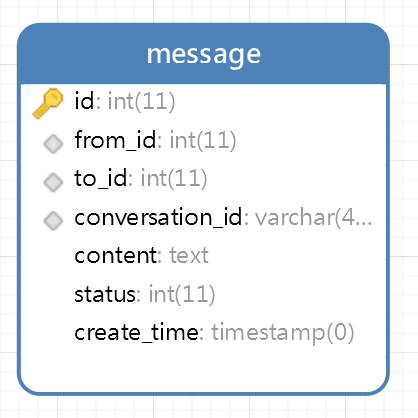 message
id: int(11)
from_id: int(11)
to_id: int(11)
conversation_id: varchar(4...
content: text
status: int(11)
create_time: timestamp(0)